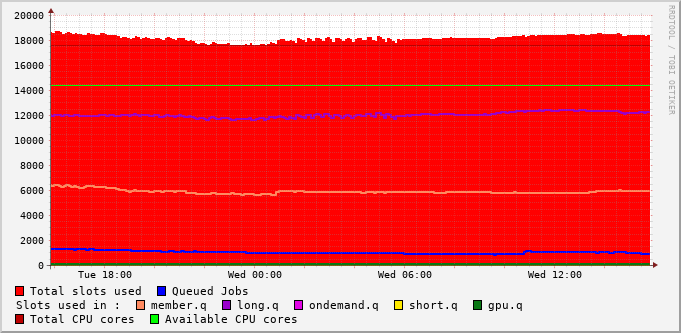 RRDTOOL / TOBI OETIKER
20000
18000
16000
14000
12000
10000
8000
6000
4000
2000
0
Tue 18:00 Wed 00:00 Wed 06:00 Wed 12:00
Total slots used Queued Jobs
Slots used in : member.q long.q ondemand.q short.q gpu.q
Total CPU cores Available CPU cores